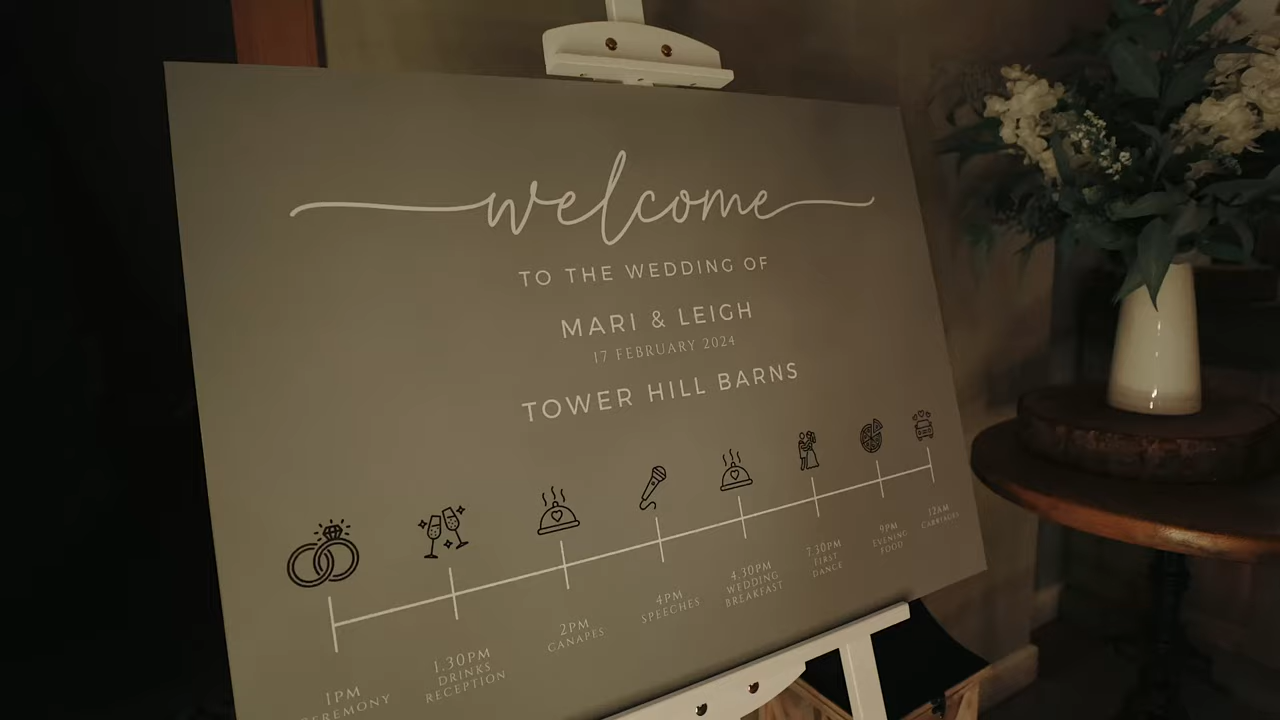 welcome
TO THE WEDDING OF
MARI & LEIGH
17 FEBRUARY 2024
TOWER HILL BARNS
1PM
CEREMONY
1.30PM
DRINKS
RECEPTION
2PM
CANAPES
4PM
SPEECHES
4.30PM
WEDDING
BREAKFAST
7.30PM
FIRST
DANCE
9PM
EVENING
FOOD
12AM
CARRIAGES